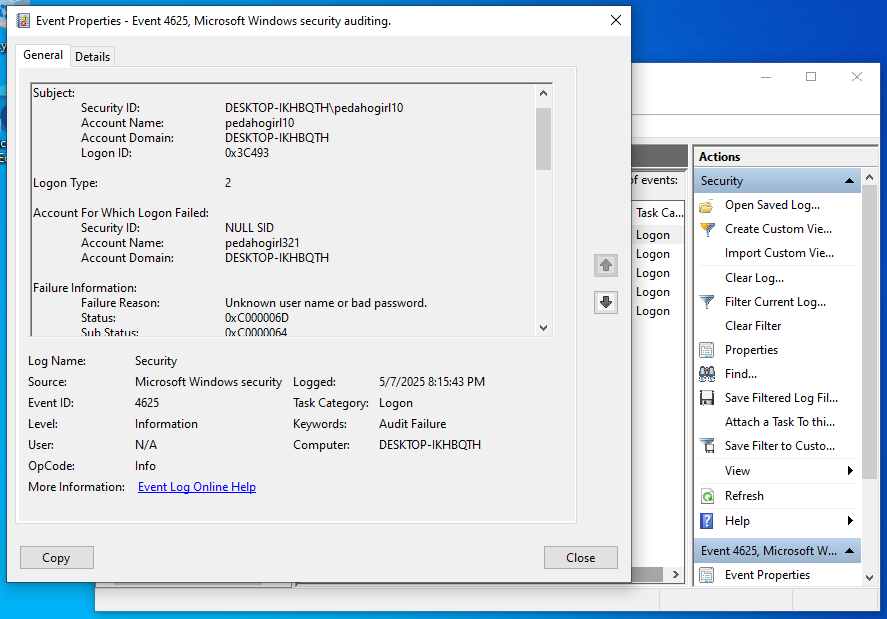 Event Properties - Event 4625, Microsoft Windows security auditing.
General
Details
Subject:
Security ID: DESKTOP-IKHBQTH\pedahogirl10
Account Name: pedahogirl10
Account Domain: DESKTOP-IKHBQTH
Logon ID: 0x3C493
Logon Type: 2
Account For Which Logon Failed:
Security ID: NULL SID
Account Name: pedahogirl321
Account Domain: DESKTOP-IKHBQTH
Failure Information:
Failure Reason: Unknown user name or bad password.
Status: 0xC000006D
Sub Status: 0xC0000064
Log Name: Security
Source: Microsoft Windows security Logged: 5/7/2025 8:15:43 PM
Event ID: 4625 Task Category: Logon
Level: Information Keywords: Audit Failure
User: N/A Computer: DESKTOP-IKHBQTH
OpCode: Info
More Information: Event Log Online Help
Copy
Close
of events:
Task Ca...
Logon
Logon
Logon
Logon
Logon
Actions
Security
Open Saved Log...
Create Custom Vie...
Import Custom Vie...
Clear Log...
Filter Current Log...
Clear Filter
Properties
Find...
Save Filtered Log Fil...
Attach a Task To thi...
Save Filter to Custo...
View
Refresh
Help
Event 4625, Microsoft W...
Event Properties